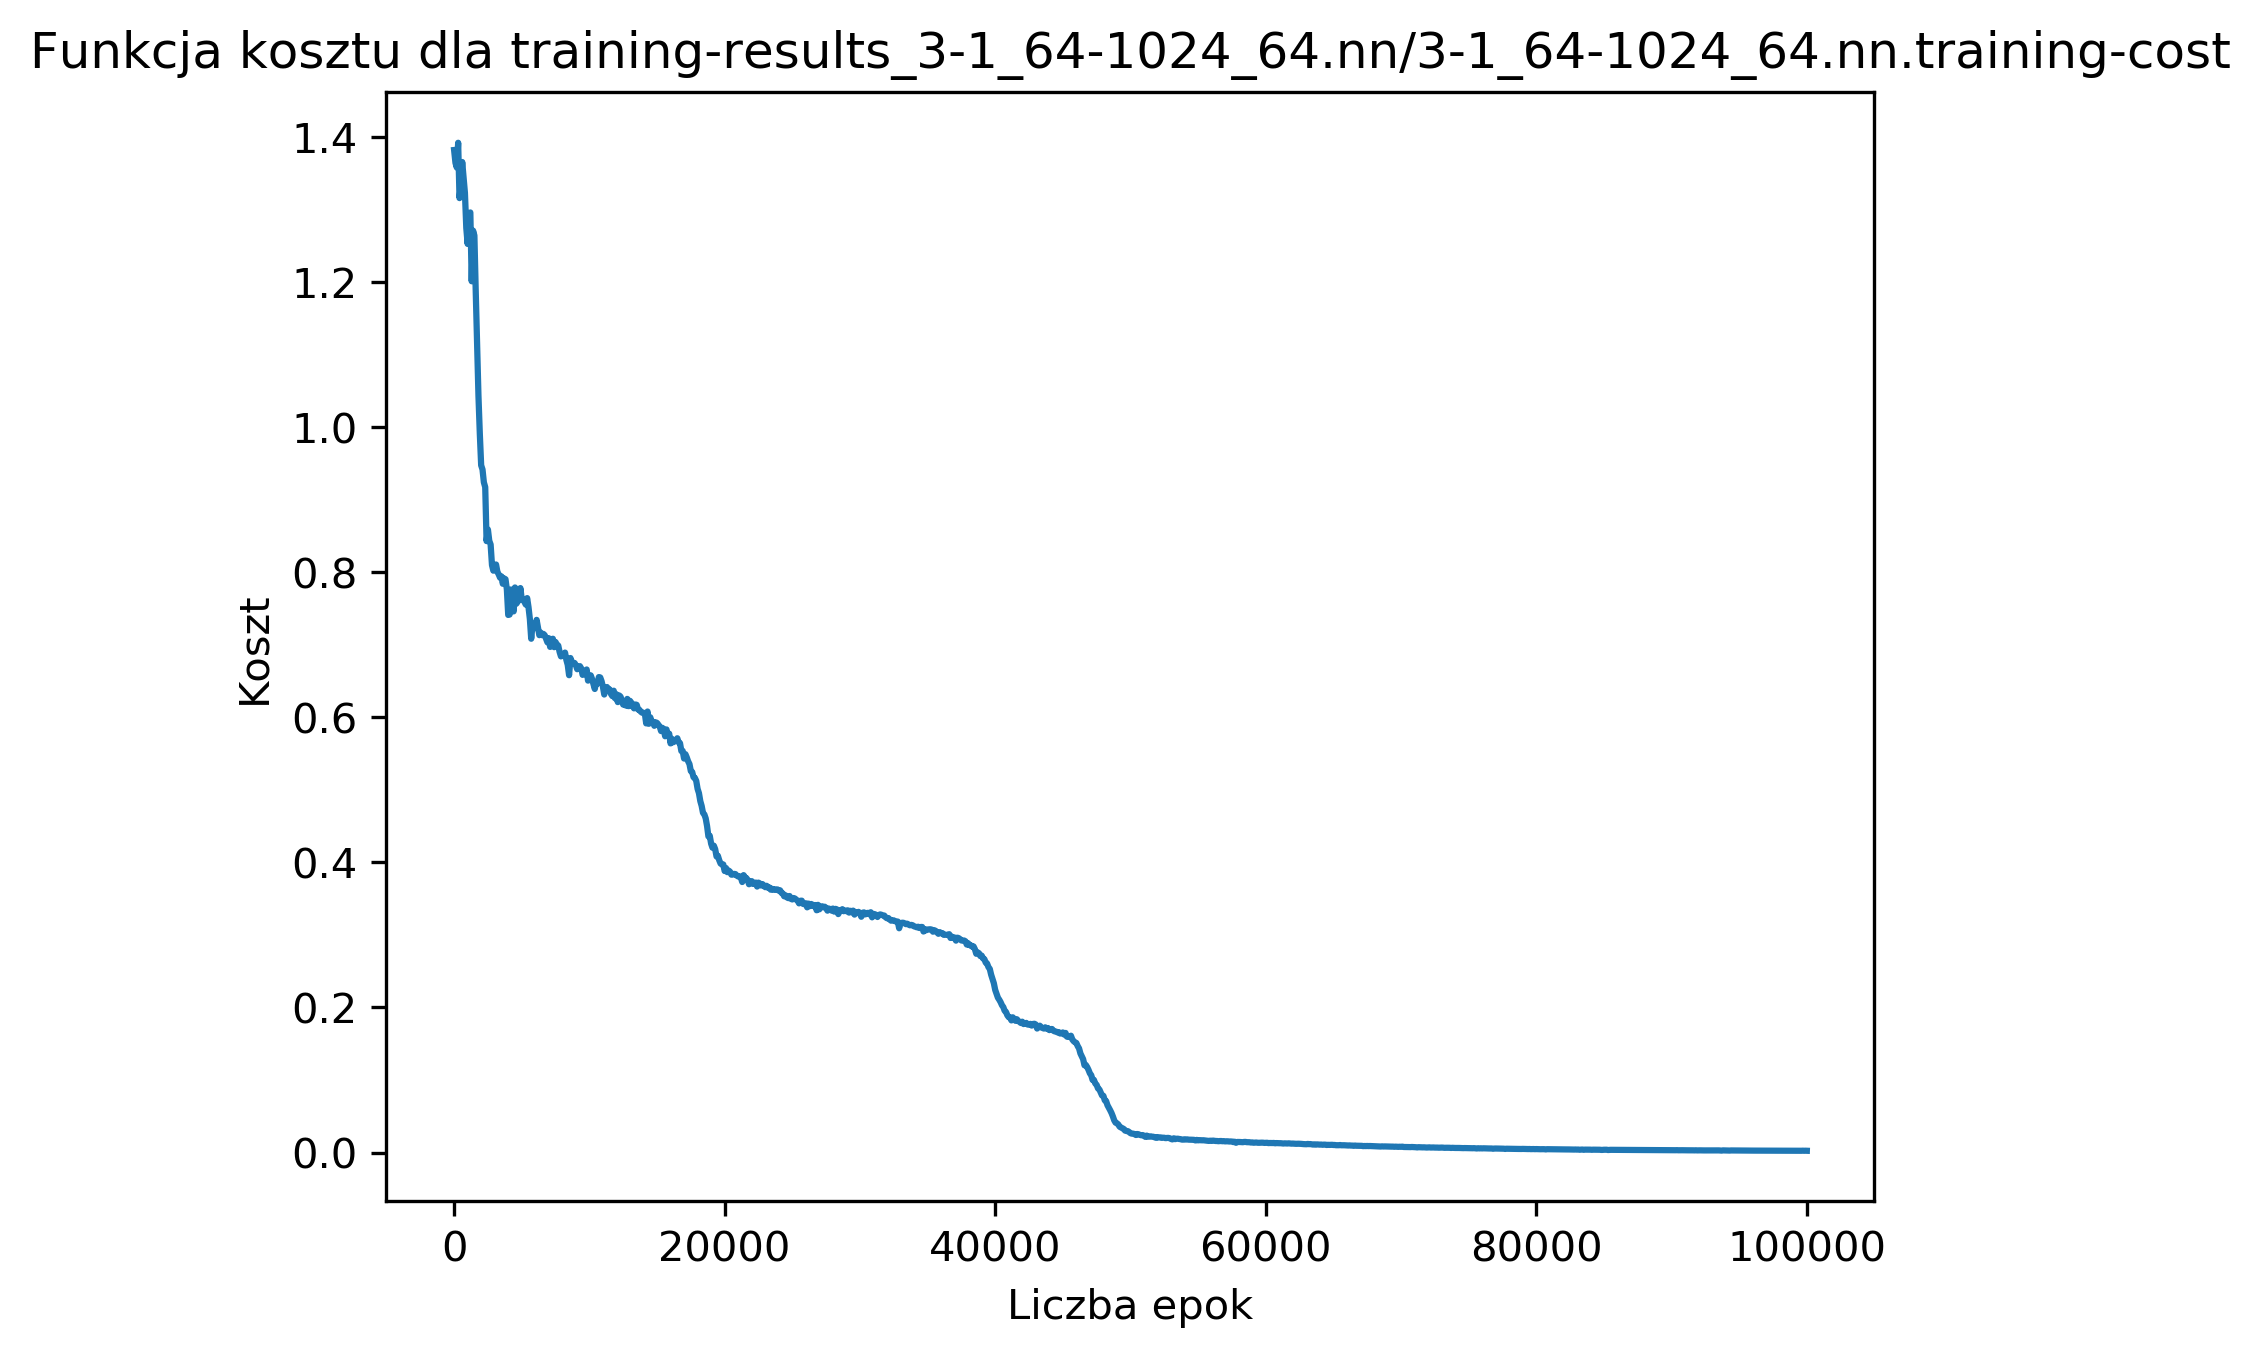 Funkcja kosztu dla training-results_3-1_64-1024_64.nn/3-1_64-1024_64.nn.training-cost
1.4
1.2
1.0
0.8
0.6
0.4
0.2
0.0
Koszt
0 20000 40000 60000 80000 100000
Liczba epok